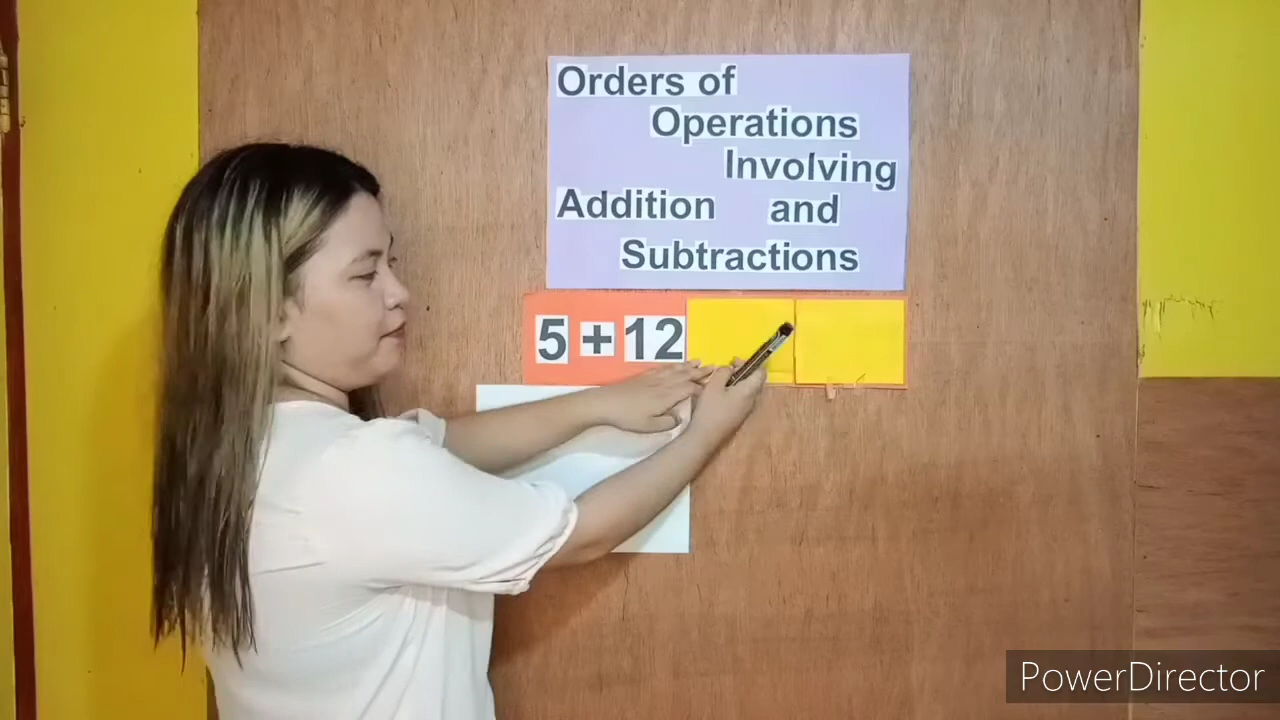 Orders of
Operations
Involving
Addition and
Subtractions
5 + 12
PowerDirector